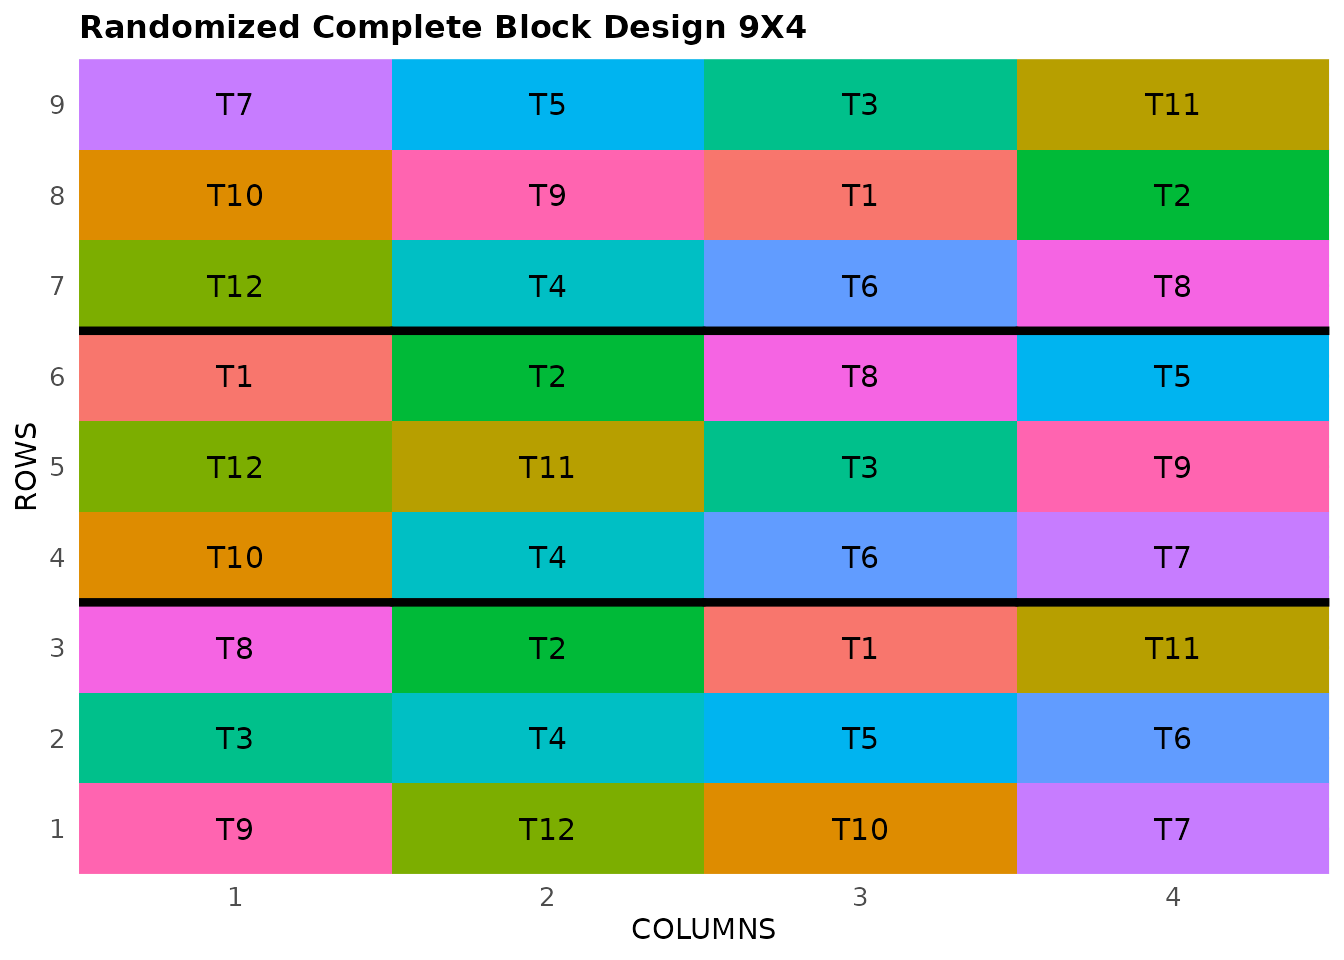 Randomized Complete Block Design 9X4
9 T7 T5 T3 T11
8 T10 T9 T1 T2
7 T12 T4 T6 T8
6 T1 T2 T8 T5
ROWS
5 T12 T11 T3 T9
4 T10 T4 T6 T7
3 T8 T2 T1 T11
2 T3 T4 T5 T6
1 T9 T12 T10 T7
1 2 3 4
COLUMNS